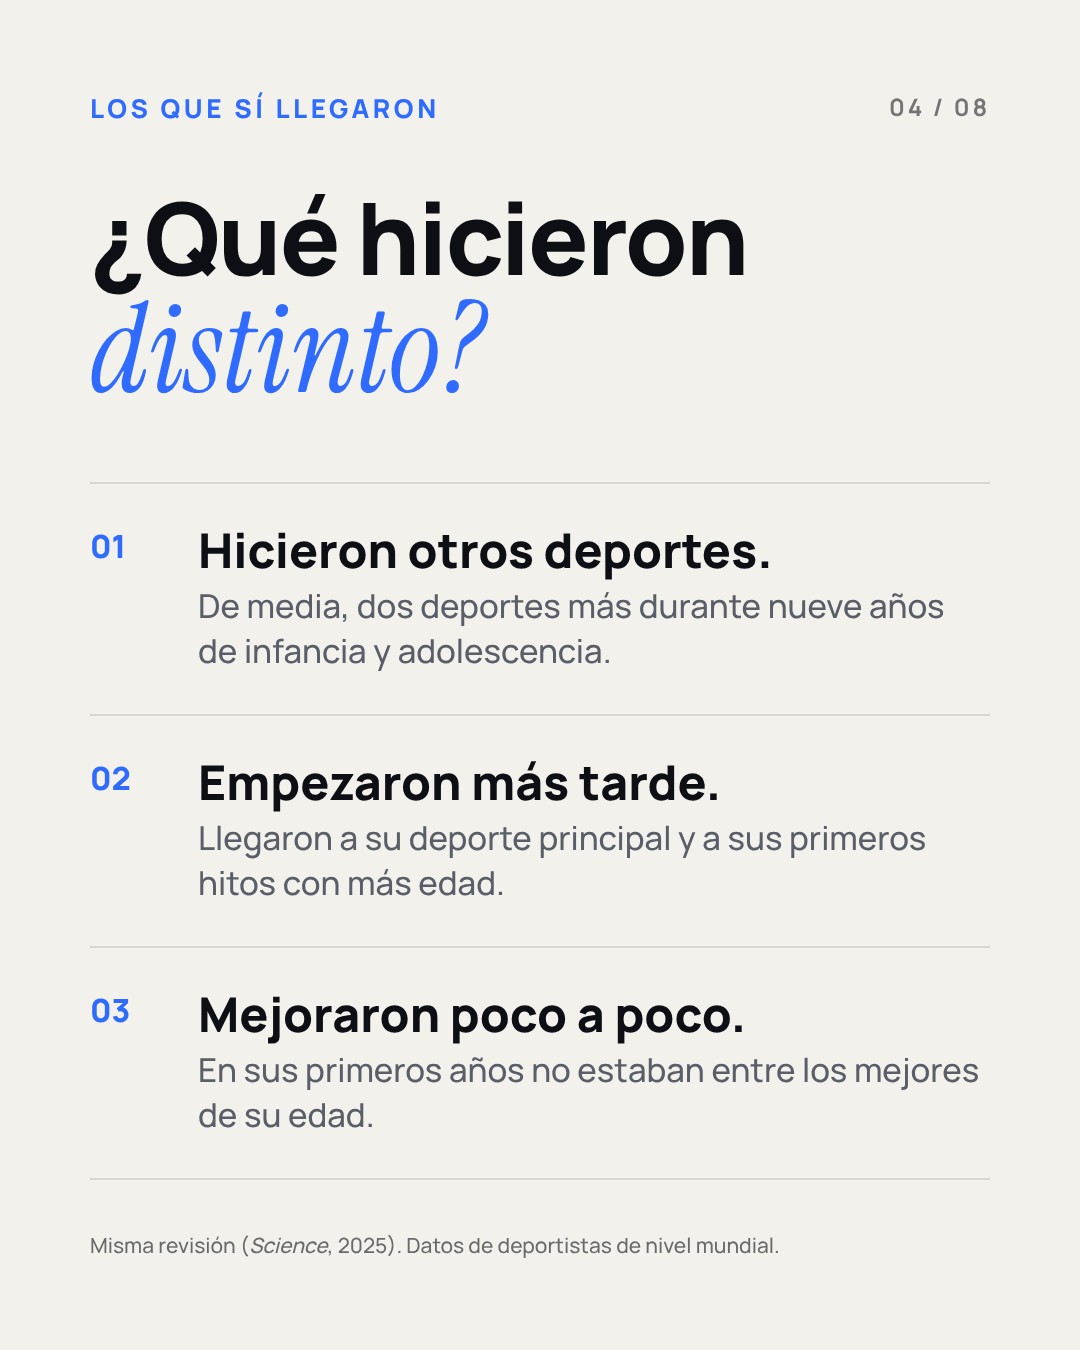 LOS QUE SÍ LLEGARON
04 / 08
¿Qué hicieron
distinto?
01
Hicieron otros deportes.
De media, dos deportes más durante nueve años
de infancia y adolescencia.
02
Empezaron más tarde.
Llegaron a su deporte principal y a sus primeros
hitos con más edad.
03
Mejoraron poco a poco.
En sus primeros años no estaban entre los mejores
de su edad.
Misma revisión (Science, 2025). Datos de deportistas de nivel mundial.